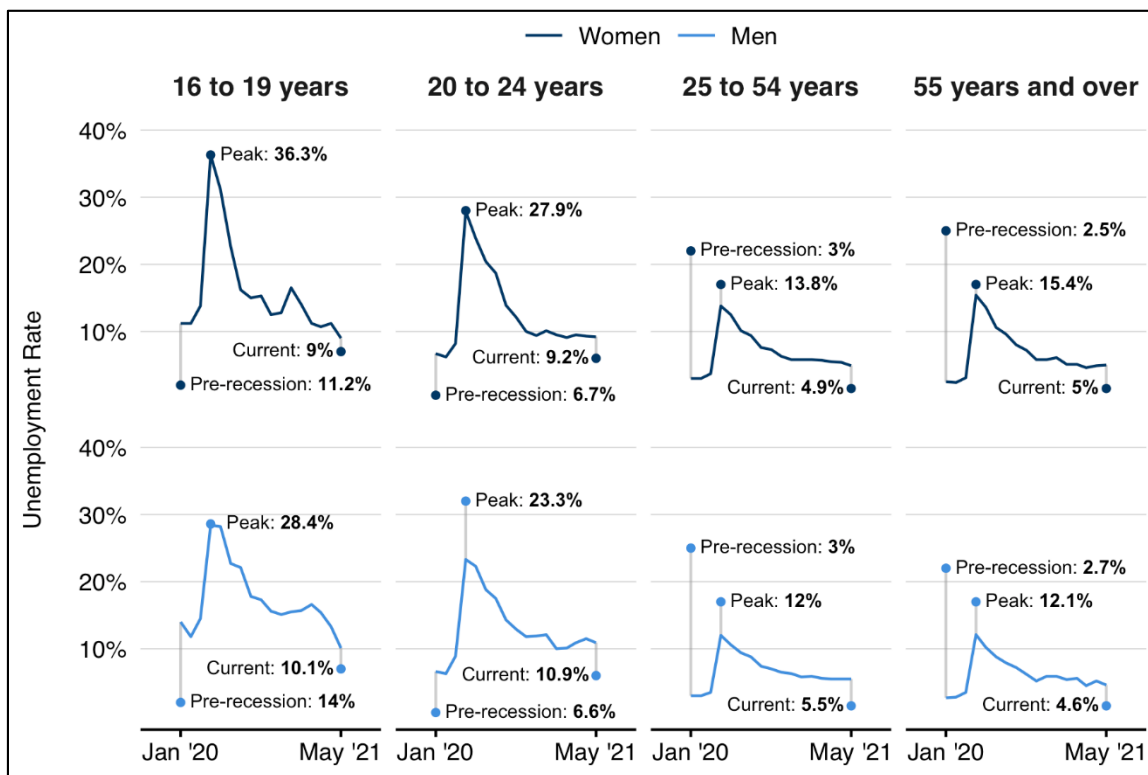 Women Men
16 to 19 years 20 to 24 years 25 to 54 years 55 years and over
Unemployment Rate
40%
30%
20%
10%
Peak: 36.3%
Current: 9%
Pre-recession: 11.2%
Peak: 27.9%
Current: 9.2%
Pre-recession: 6.7%
Pre-recession: 3%
Peak: 13.8%
Current: 4.9%
Pre-recession: 2.5%
Peak: 15.4%
Current: 5%
40%
30%
20%
10%
Peak: 28.4%
Current: 10.1%
Pre-recession: 14%
Peak: 23.3%
Current: 10.9%
Pre-recession: 6.6%
Pre-recession: 3%
Peak: 12%
Current: 5.5%
Pre-recession: 2.7%
Peak: 12.1%
Current: 4.6%
Jan '20 May '21 Jan '20 May '21 Jan '20 May '21 Jan '20 May '21